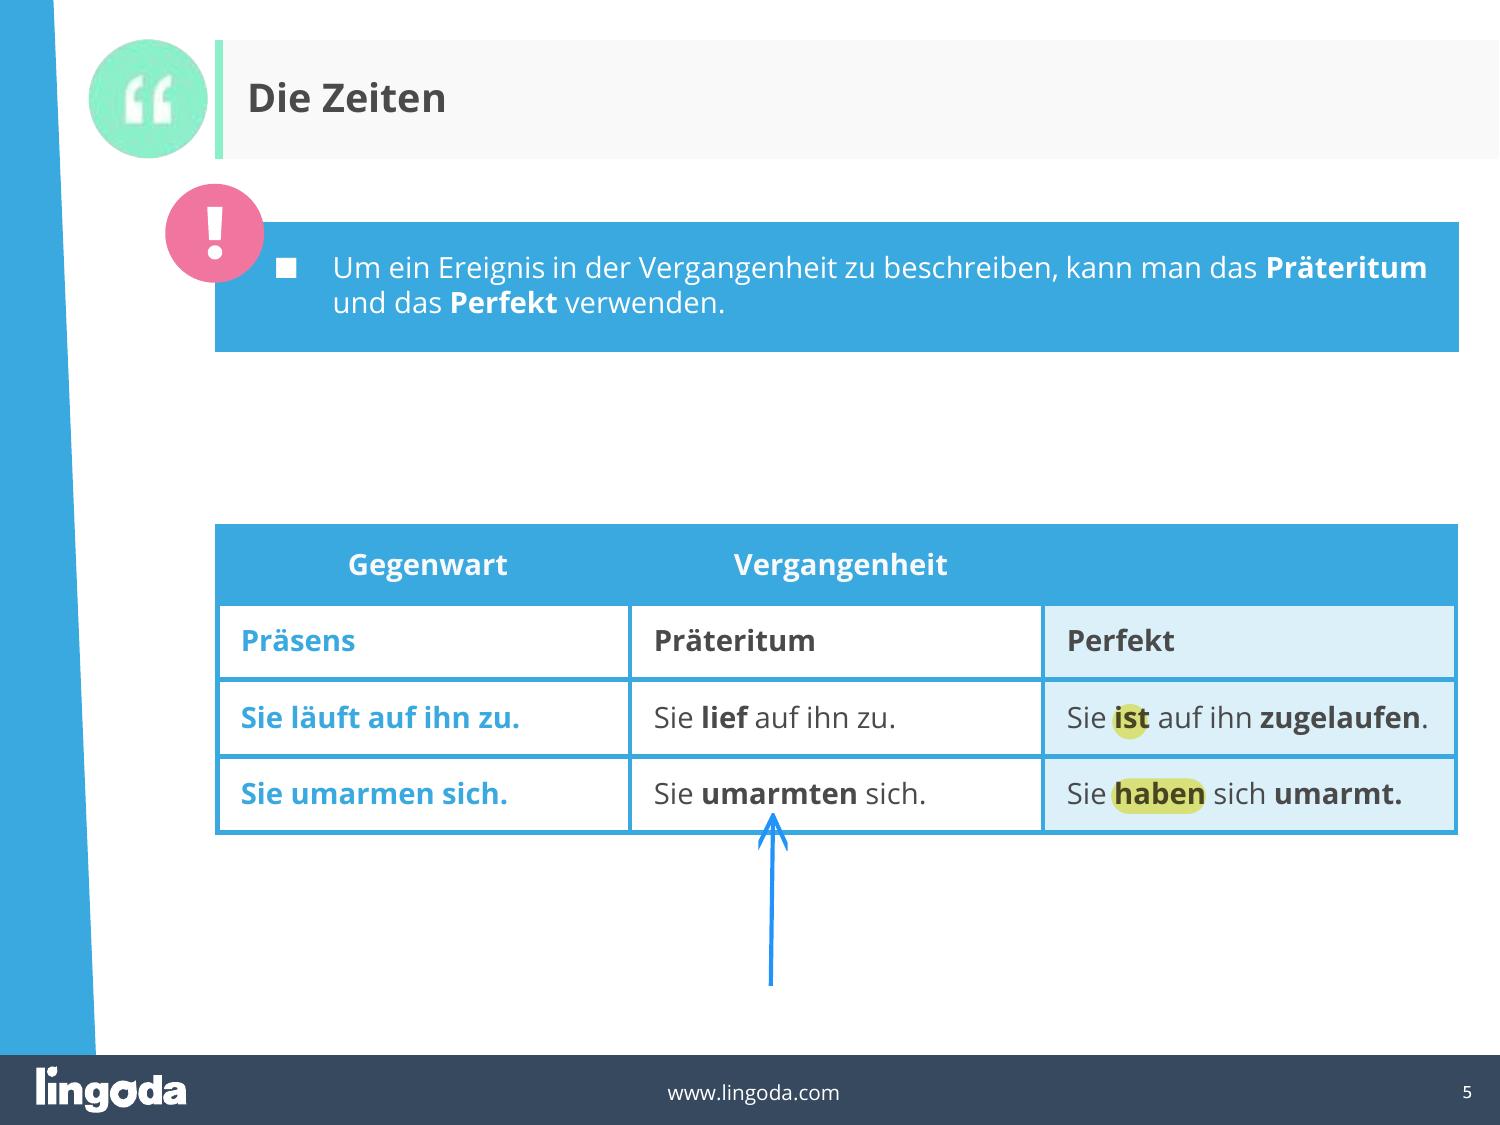 Die Zeiten
!
■ Um ein Ereignis in der Vergangenheit zu beschreiben, kann man das Präteritum
und das Perfekt verwenden.
Gegenwart Vergangenheit
Präsens Präteritum Perfekt
Sie läuft auf ihn zu. Sie lief auf ihn zu. Sie ist auf ihn zugelaufen.
Sie umarmen sich. Sie umarmten sich. Sie haben sich umarmt.
lingoda www.lingoda.com 5